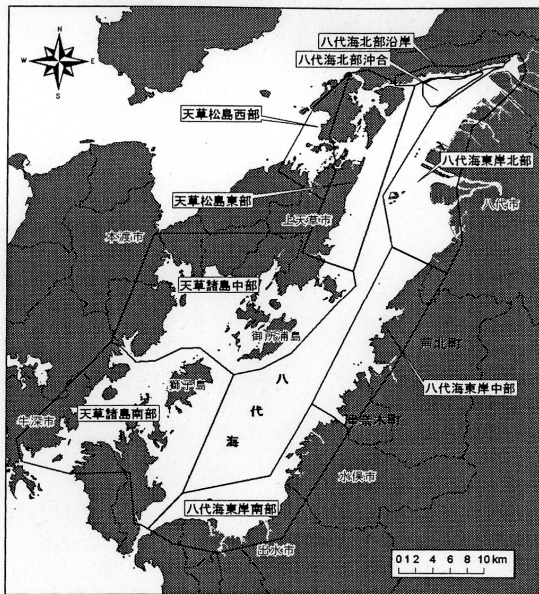 N
W E
S
八代海北部沿岸
八代海北部沖合
天草松島西部
八代海東岸北部
天草松島東部
八代市
上天草市
本渡市
天草諸島中部
御所浦島
芦北町
八代海東岸中部
獅子島
八
代
海
天草諸島南部
津奈木町
牛深市
水俣市
八代海東岸南部
出水市
0 1 2 4 6 8 10 km